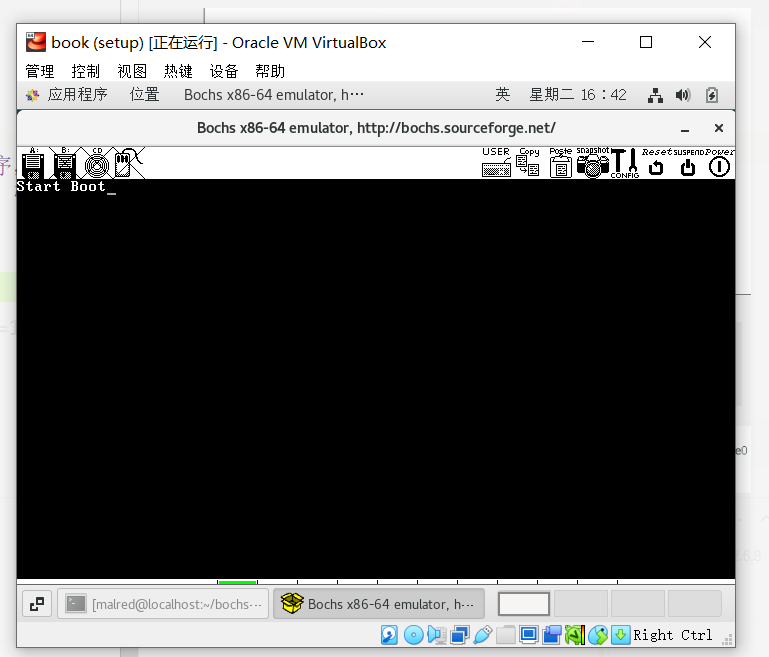 book (setup) [正在运行] - Oracle VM VirtualBox
管理 控制 视图 热键 设备 帮助
应用程序 位置 Bochs x86-64 emulator, h⋯ 英 星期二 16：42
Bochs x86-64 emulator, http://bochs.sourceforge.net/
A: B: CD USER Copy Paste snapshot CONFIG Reset SUSPEND Power
序
Start Boot_
e0
[malred@localhost:~/bochs-⋯ Bochs x86-64 emulator, h-⋯
Right Ctrl